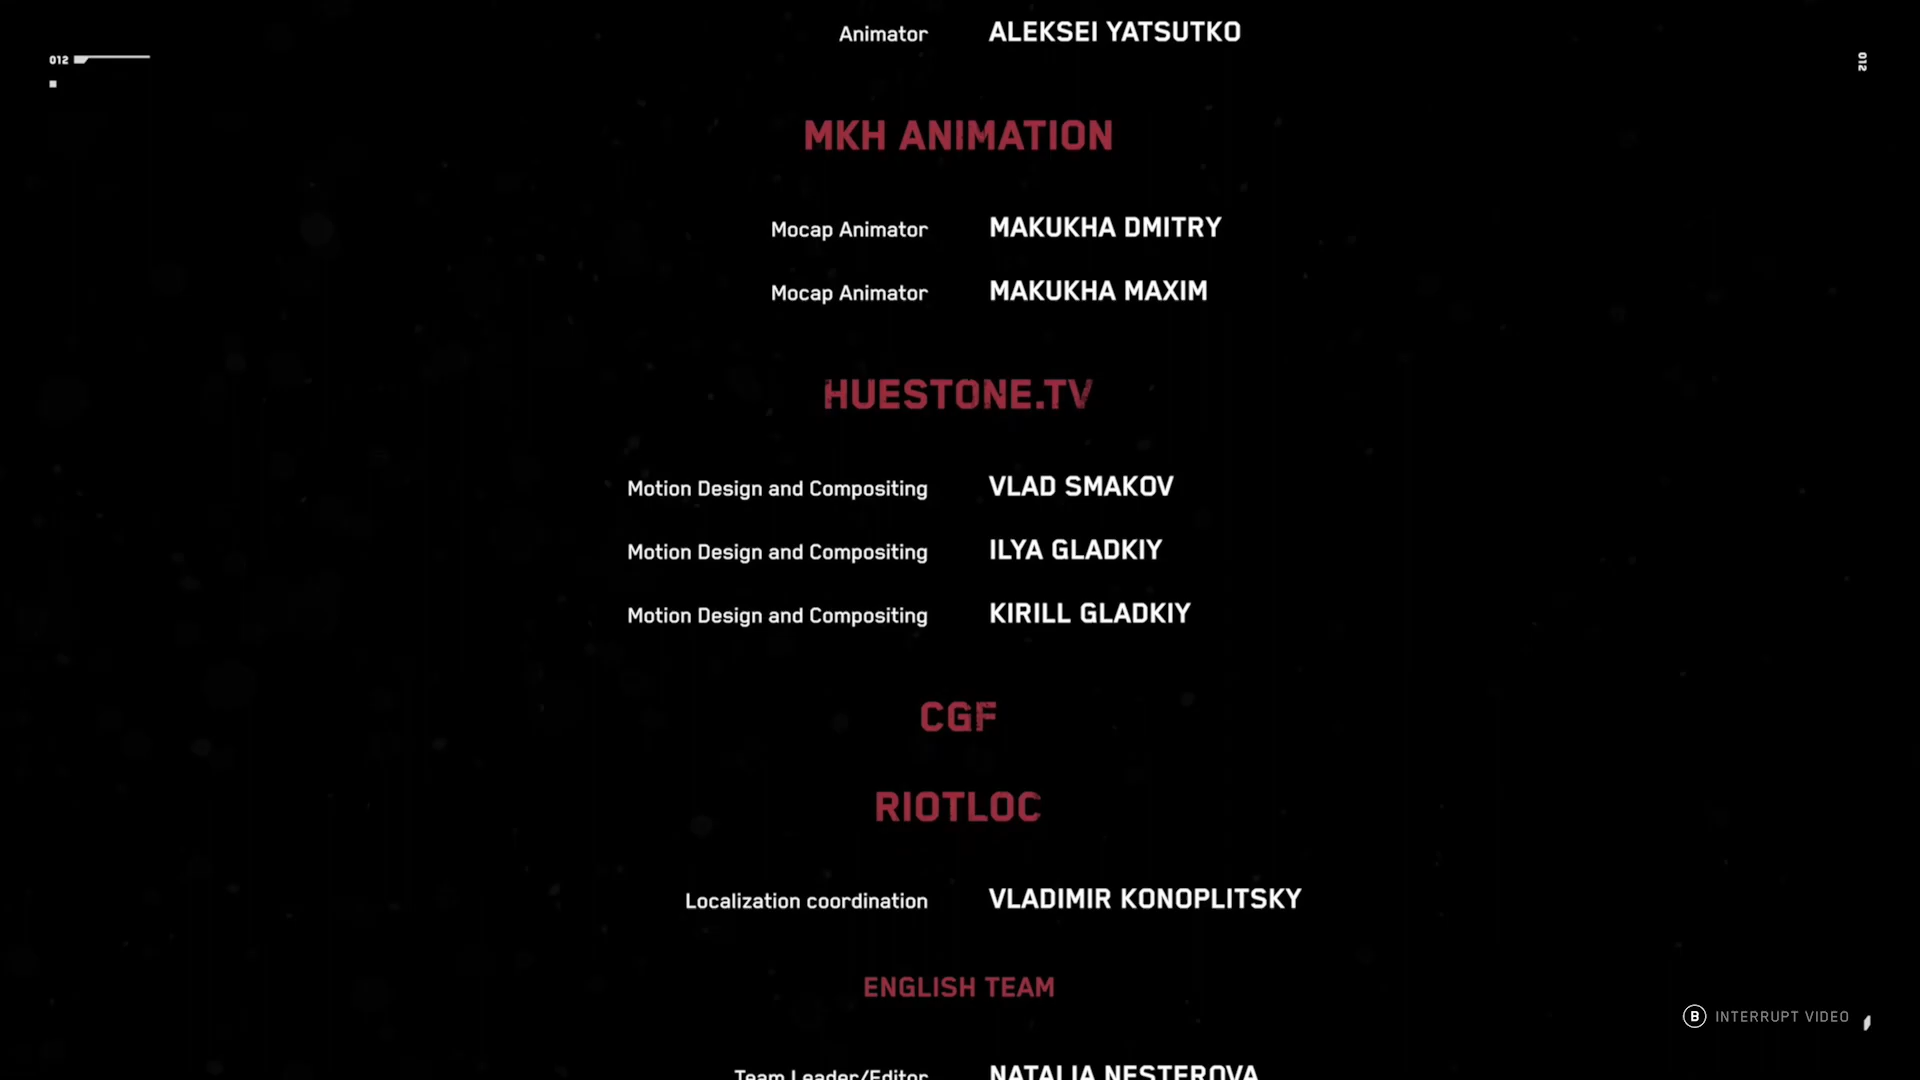 Animator ALEKSEI YATSUTKO
012
012
MKH ANIMATION
Mocap Animator MAKUKHA DMITRY
Mocap Animator MAKUKHA MAXIM
HUESTONE.TV
Motion Design and Compositing VLAD SMAKOV
Motion Design and Compositing ILYA GLADKIY
Motion Design and Compositing KIRILL GLADKIY
CGF
RIOTLOC
Localization coordination VLADIMIR KONOPLITSKY
ENGLISH TEAM
B INTERRUPT VIDEO
Team Leader/Editor NATALIA NESTEROVA